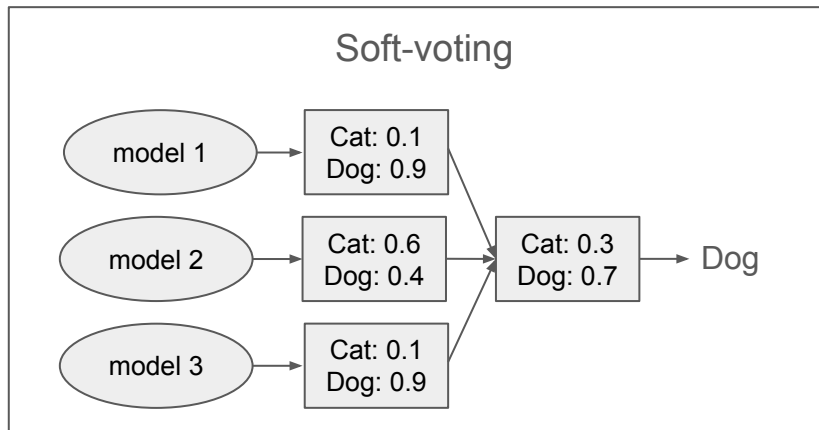 Soft-voting
model 1
Cat: 0.1
Dog: 0.9
model 2
Cat: 0.6
Dog: 0.4
Cat: 0.3
Dog: 0.7
Dog
model 3
Cat: 0.1
Dog: 0.9